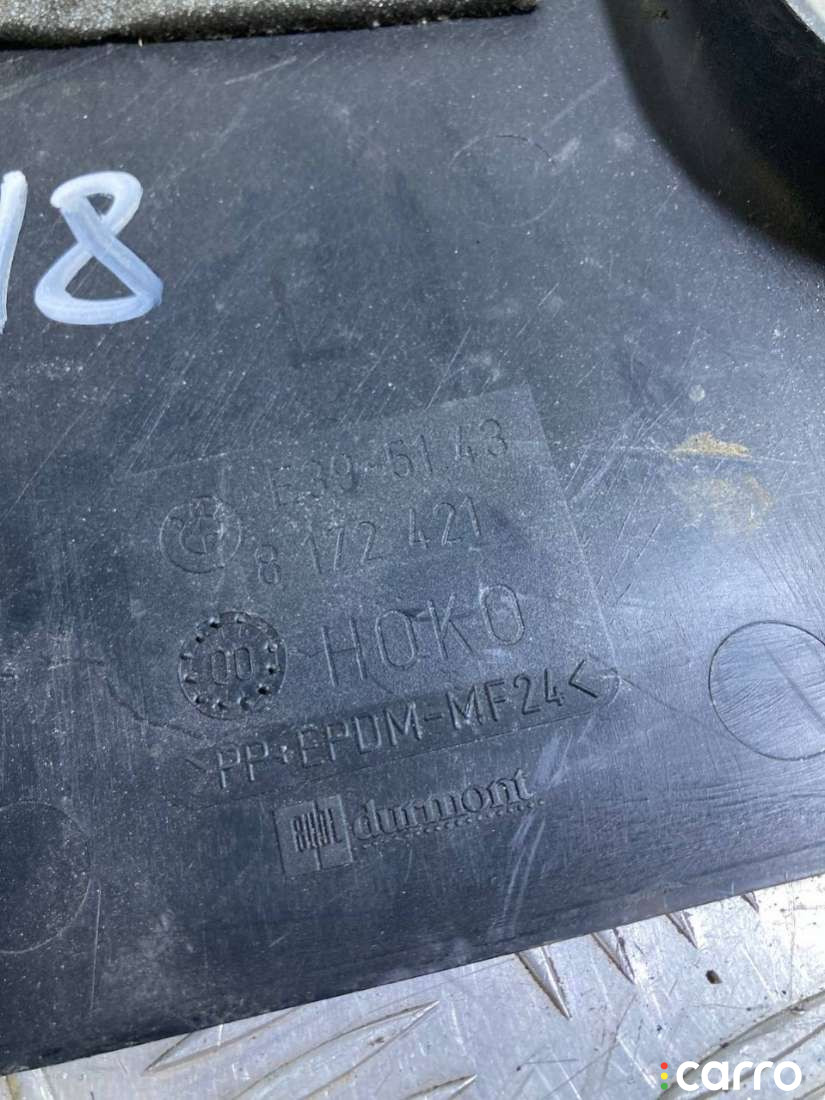 18
E39-51.43
8 172 421
HOKO
00
>PP+EPDM-MF24<
durmont
carro